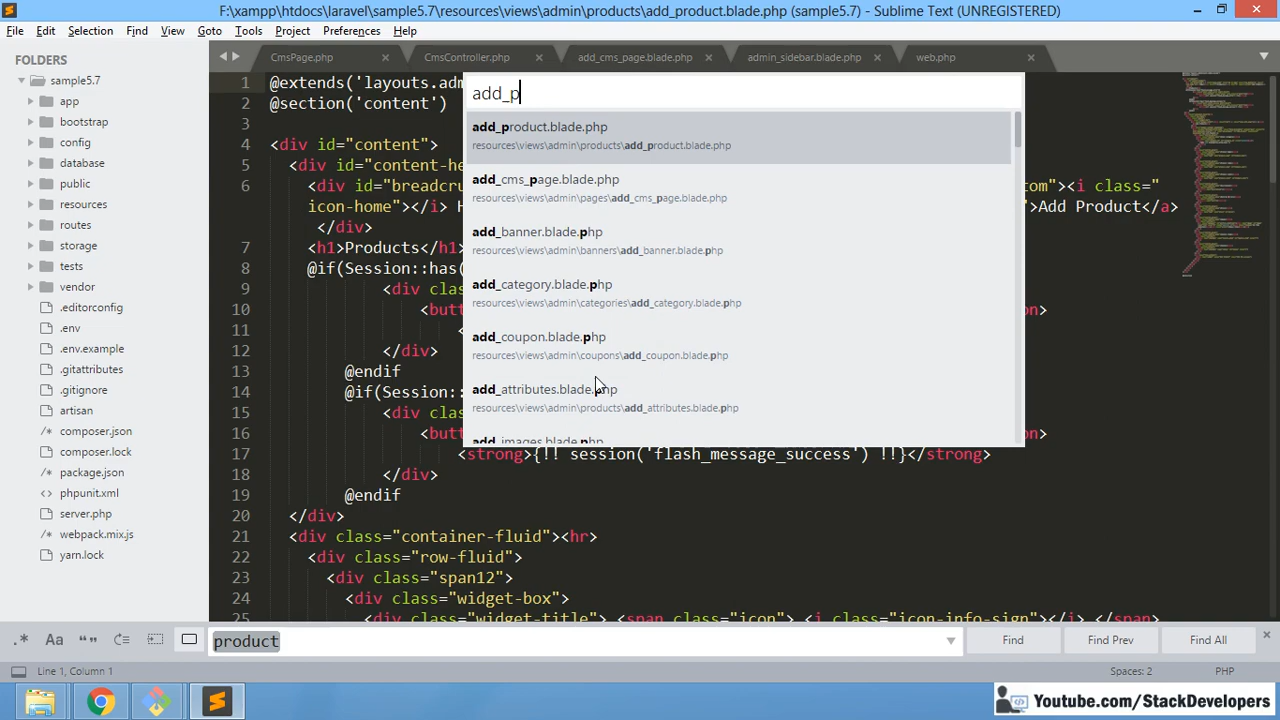 F:\xampp\htdocs\laravel\sample5.7\resources\views\admin\products\add_product.blade.php (sample5.7) - Sublime Text (UNREGISTERED)
File Edit Selection Find View Goto Tools Project Preferences Help
FOLDERS
sample5.7
app
bootstrap
config
database
public
resources
routes
storage
tests
vendor
.editorconfig
.env
.env.example
.gitattributes
.gitignore
artisan
composer.json
composer.lock
package.json
phpunit.xml
server.php
webpack.mix.js
yarn.lock
CmsPage.php CmsController.php add_cms_page.blade.php admin_sidebar.blade.php web.php
add_p
add_product.blade.php
resources\views\admin\products\add_product.blade.php
add_cms_page.blade.php
resources\views\admin\pages\add_cms_page.blade.php
add_banner.blade.php
resources\views\admin\banners\add_banner.blade.php
add_category.blade.php
resources\views\admin\categories\add_category.blade.php
add_coupon.blade.php
resources\views\admin\coupons\add_coupon.blade.php
add_attributes.blade.php
resources\views\admin\products\add_attributes.blade.php
add_images.blade.php
1 @extends('layouts.adm
2 @section('content')
3
4 <div id="content">
5 <div id="content-he
6 <div id="breadcru tom"><i class="
icon-home"></i> H ">Add Product</a>
</div>
7 <h1>Products</h1>
8 @if(Session::has(
9 <div clas
10 <butt on>
11 <
12 </div>
13 @endif
14 @if(Session::
15 <div clas
16 <butt on>
17 <strong>{!! session('flash_message_success') !!}</strong>
18 </div>
19 @endif
20 </div>
21 <div class="container-fluid"><hr>
22 <div class="row-fluid">
23 <div class="span12">
24 <div class="widget-box">
25 <div class="widget-title"> <span class="icon"> <i class="icon-info-sign"></i> </span>
.* Aa “ ”
product
Find Find Prev Find All
Line 1, Column 1 Spaces: 2 PHP
Youtube.com/StackDevelopers